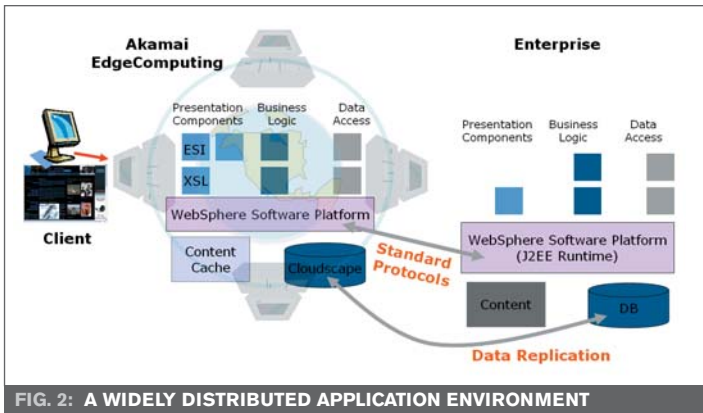 Akamai
EdgeComputing
Enterprise
Presentation
Components
Business
Logic
Data
Access
ESI
XSL
WebSphere Software Platform
Content
Cache
Cloudscape
Client
Standard
Protocols
Presentation
Components
Business
Logic
Data
Access
WebSphere Software Platform
(J2EE Runtime)
Content
DB
Data Replication
FIG. 2: A WIDELY DISTRIBUTED APPLICATION ENVIRONMENT